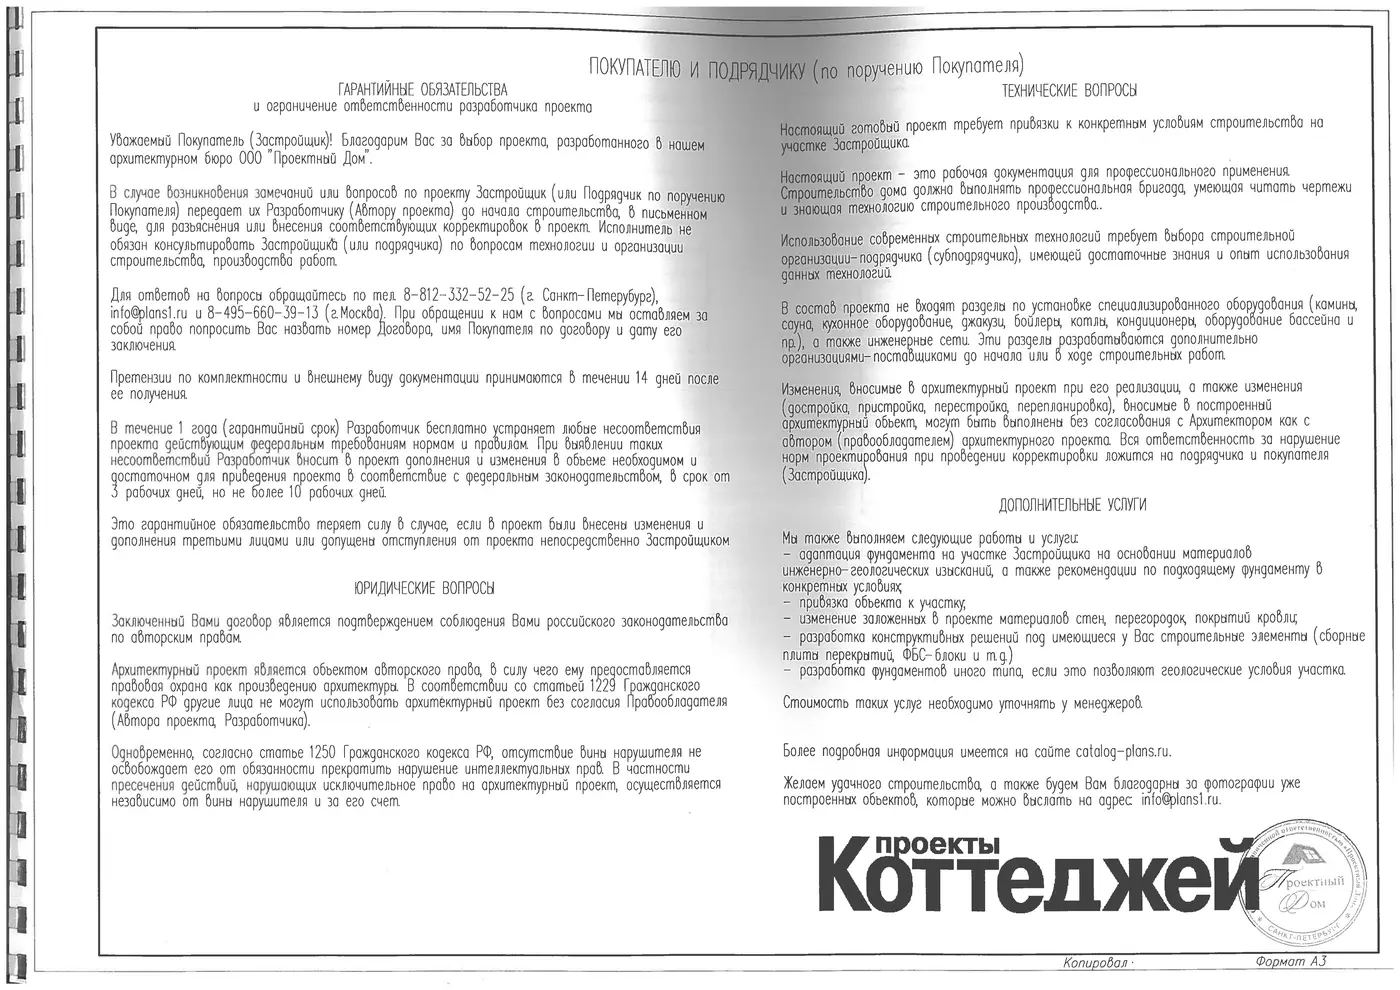 ПОКУПАТЕЛЮ И ПОДРЯДЧИКУ (по поручению Покупателя)
ГАРАНТИЙНЫЕ ОБЯЗАТЕЛЬСТВА
и ограничение ответственности разработчика проекта
Уважаемый Покупатель (Застройщик)! Благодарим Вас за выбор проекта, разработанного в нашем
архитектурном бюро ООО "Проектный Дом".
В случае возникновения замечаний или вопросов по проекту Застройщик (или Подрядчик по поручению
Покупателя) передает их Разработчику (Автору проекта) до начала строительства, в письменном
виде, для разъяснения или внесения соответствующих корректировок в проект. Исполнитель не
обязан консультировать Застройщикв (или подрядчика) по вопросам технологии и организации
строительства, производства работ.
Для ответов на вопросы обращайтесь по тел. 8-812-332-52-25 (г. Санкт-Петерубург),
info@plans1.ru и 8-495-660-39-13 (г.Москва). При обращении к нам с вопросами мы оставляем за
собой право попросить Вас назвать номер Договора, имя Покупателя по договору и дату его
заключения.
Претензии по комплектности и внешнему виду документации принимаются в течении 14 дней после
ее получения.
В течение 1 года (гарантийный срок) Разработчик бесплатно устраняет любые несоответствия
проекта действующим федеральным требованиям нормам и правилам. При выявлении таких
несоответствий Разработчик вносит в проект дополнения и изменения в объеме необходимом и
достаточном для приведения проекта в соответствие с федеральным законодательством, в срок от
3 рабочих дней, но не более 10 рабочих дней.
Это гарантийное обязательство теряет силу в случае, если в проект были внесены изменения и
дополнения третьими лицами или допущены отступления от проекта непосредственно Застройщиком
ЮРИДИЧЕСКИЕ ВОПРОСЫ
Заключенный Вами договор является подтверждением соблюдения Вами российского законодательства
по авторским правам.
Архитектурный проект является объектом авторского права, в силу чего ему предоставляется
правовая охрана как произведению архитектуры. В соответствии со статьей 1229 Гражданского
кодекса РФ другие лица не могут использовать архитектурный проект без согласия Правообладателя
(Автора проекта, Разработчика).
Одновременно, согласно статье 1250 Гражданского кодекса РФ, отсутствие вины нарушителя не
освобождает его от обязанности прекратить нарушение интеллектуальных прав. В частности
пресечения действий, нарушающих исключительное право на архитектурный проект, осуществляется
независимо от вины нарушителя и за его счет.
ТЕХНИЧЕСКИЕ ВОПРОСЫ
Настоящий готовый проект требует привязки к конкретным условиям строительства на
участке Застройщика.
Настоящий проект - это рабочая документация для профессионального применения.
Строительство дома должна выполнять профессиональная бригада, умеющая читать чертежи
и знающая технологию строительного производства..
Использование современных строительных технологий требует выбора строительной
организации-подрядчика (субподрядчика), имеющей достаточные знания и опыт использования
данных технологий.
В состав проекта не входят разделы по установке специализированного оборудования (камины,
сауна, кухонное оборудование, джакузи, бойлеры, котлы, кондиционеры, оборудование бассейна и
пр.), а также инженерные сети. Эти разделы разрабатываются дополнительно
организациями-поставщиками до начала или в ходе строительных работ.
Изменения, вносимые в архитектурный проект при его реализации, а также изменения
(достройка, пристройка, перестройка, перепланировка), вносимые в построенный
архитектурный объект, могут быть выполнены без согласования с Архитектором как с
автором (правообладателем) архитектурного проекта. Вся ответственность за нарушение
норм проектирования при проведении корректировки ложится на подрядчика и покупателя
(Застройщика).
ДОПОЛНИТЕЛЬНЫЕ УСЛУГИ
Мы также выполняем следующие работы и услуги:
- адаптация фундамента на участке Застройщика на основании материалов
инженерно-геологических изысканий, а также рекомендации по подходящему фундаменту в
конкретных условиях;
- привязка объекта к участку;
- изменение заложенных в проекте материалов стен, перегородок, покрытий кровли;
- разработка конструктивных решений под имеющиеся у Вас строительные элементы (сборные
плиты перекрытий, ФБС-блоки и т.д.)
- разработка фундаментов иного типа, если это позволяют геологические условия участка.
Стоимость таких услуг необходимо уточнять у менеджеров.
Более подробная информация имеется на сайте catalog-plans.ru.
Желаем удачного строительства, а также будем Вам благодарны за фотографии уже
построенных объектов, которые можно выслать на адрес: info@plans1.ru.
проекты
Коттеджей
Проектный
Дом
САНКТ-ПЕТЕРБУРГ
Копировал
Формат А3